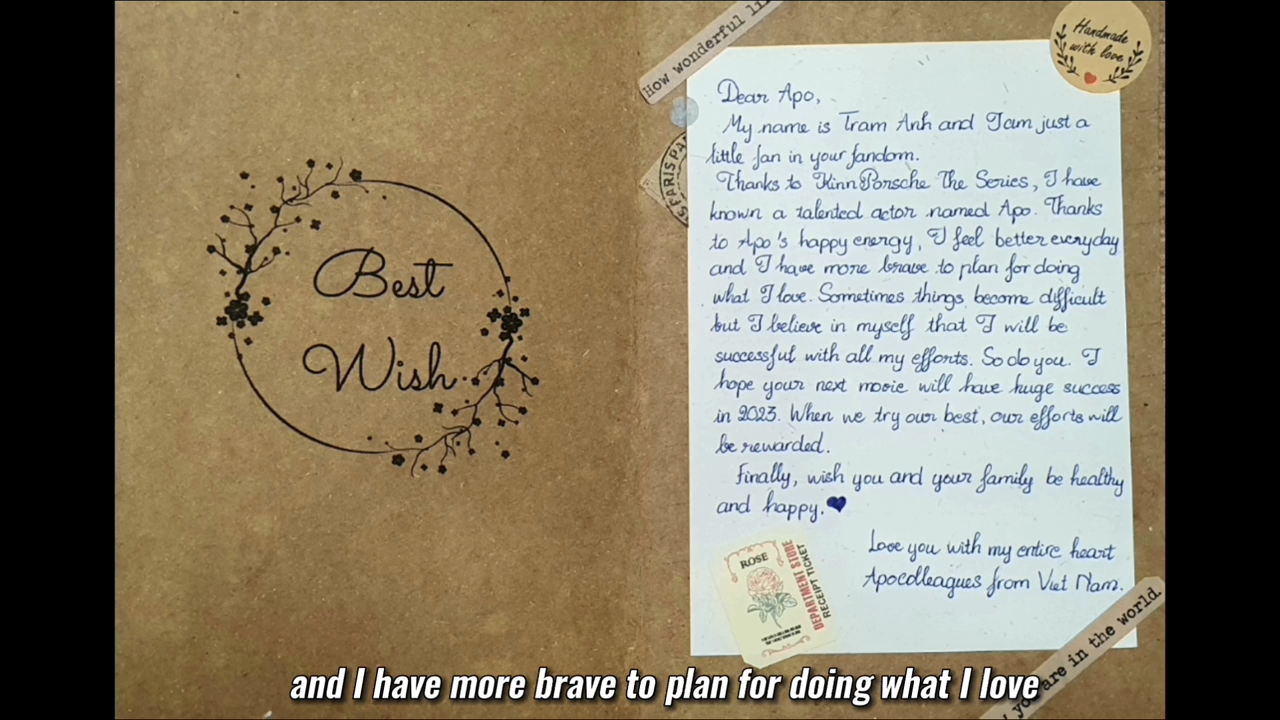 Best
Wish
How wonderful li
Handmade
with love
Dear Apo,
My name is Tram Anh and I am just a
little fan in your fandom.
Thanks to KinnPorsche The Series, I have
known a talented actor named Apo. Thanks
to Apo's happy energy, I feel better everyday
and I have more brave to plan for doing
what I love. Sometimes things become difficult
but I believe in myself that I will be
successful with all my efforts. So do you. I
hope your next movie will have huge success
in 2023. When we try our best, our efforts will
be rewarded.
Finally, wish you and your family be healthy
and happy.
Love you with my entire heart
Apocolleagues from Viet Nam.
PARIS
ROSE
DEPARTMENT STORE
RECEIPT TICKET
you are in the world.
and I have more brave to plan for doing what I love